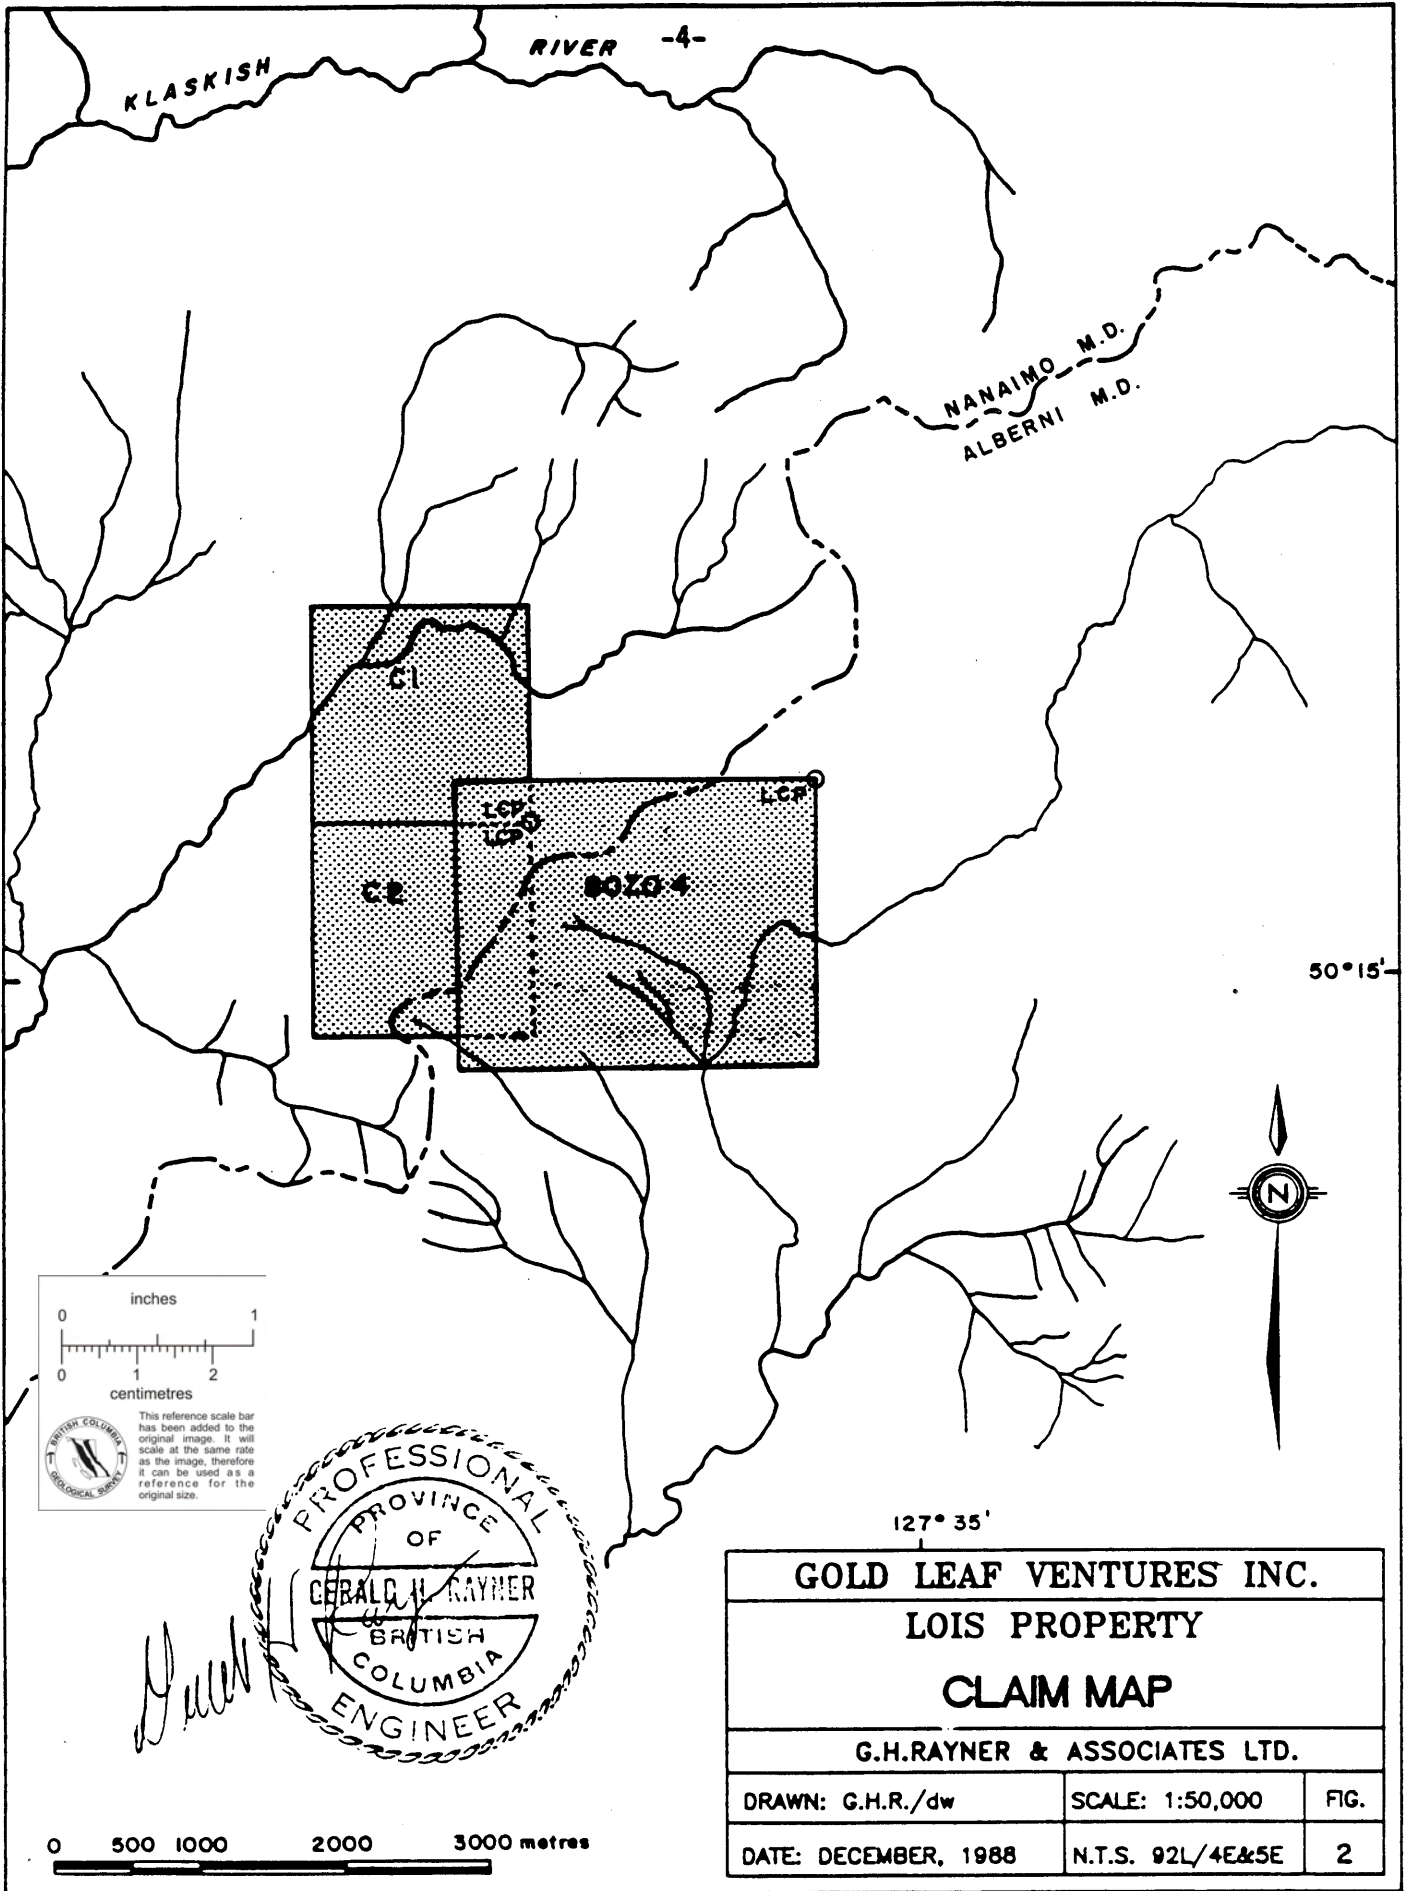 -4-
KLASKISH RIVER
NANAIMO M.D.
ALBERNI M.D.
C1
LCP
LCP
LCP
C2
BOZO 4
50°15'
N
inches
0 1
0 1 2
centimetres
This reference scale bar
has been added to the
original image. It will
scale at the same rate
as the image, therefore
it can be used as a
reference for the
original size.
BRITISH COLUMBIA
GEOLOGICAL SURVEY
PROFESSIONAL
PROVINCE
OF
GERALD H. RAYNER
BRITISH
COLUMBIA
ENGINEER
127° 35'
GOLD LEAF VENTURES INC.
LOIS PROPERTY
CLAIM MAP
G.H.RAYNER & ASSOCIATES LTD.
DRAWN: G.H.R./dw
SCALE: 1:50,000
FIG.
DATE: DECEMBER, 1988
N.T.S. 92L/4E&5E
2
0 500 1000 2000 3000 metres